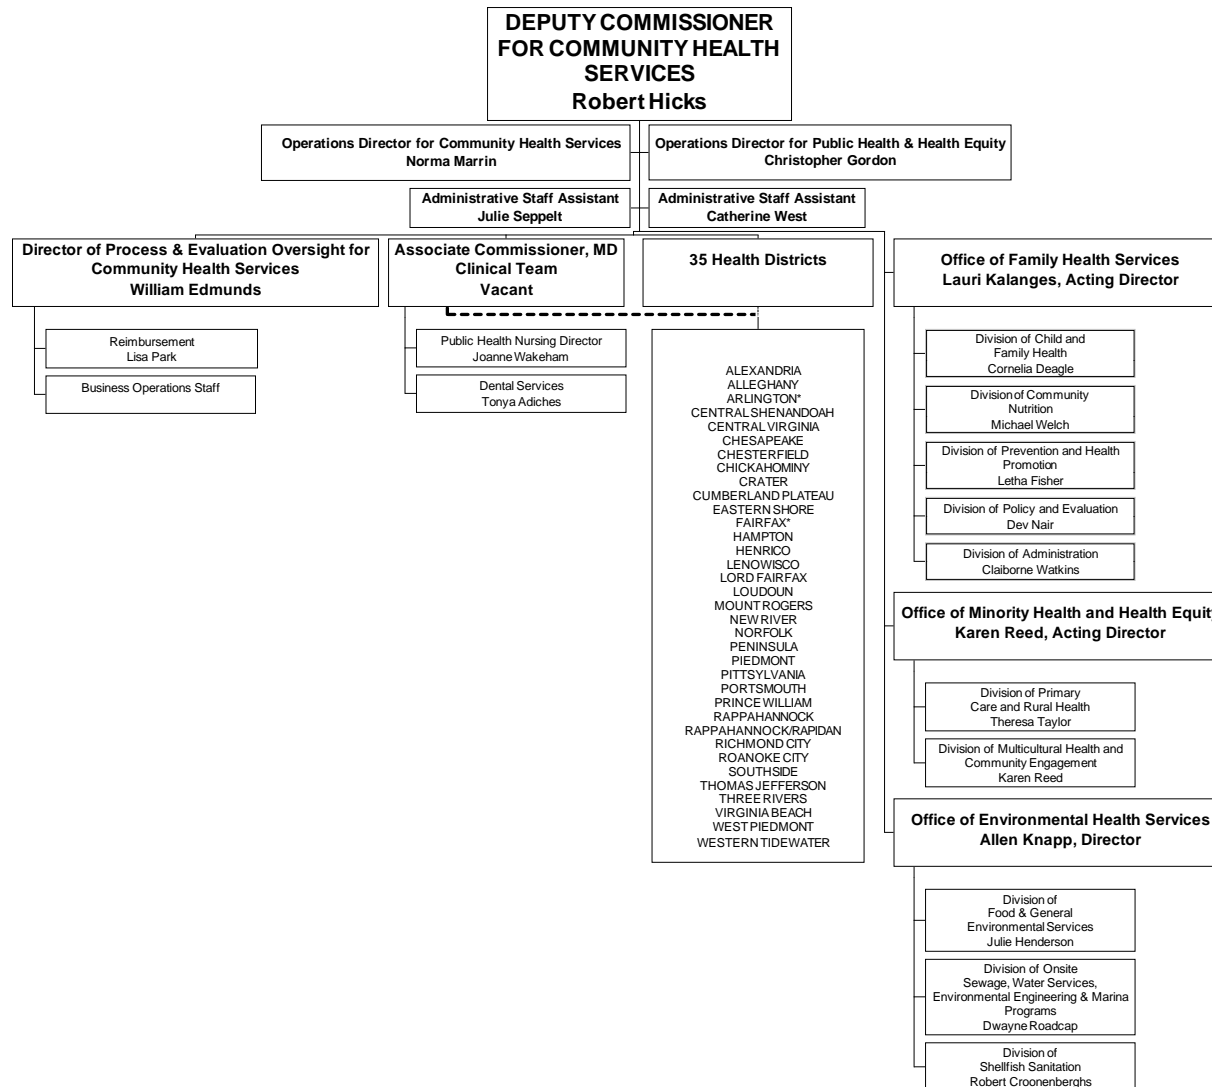 DEPUTY COMMISSIONER
FOR COMMUNITY HEALTH
SERVICES
Robert Hicks
Operations Director for Community Health Services
Norma Marrin
Operations Director for Public Health & Health Equity
Christopher Gordon
Administrative Staff Assistant
Julie Seppelt
Administrative Staff Assistant
Catherine West
Director of Process & Evaluation Oversight for
Community Health Services
William Edmunds
Reimbursement
Lisa Park
Business Operations Staff
Associate Commissioner, MD
Clinical Team
Vacant
Public Health Nursing Director
Joanne Wakeham
Dental Services
Tonya Adiches
35 Health Districts
ALEXANDRIA
ALLEGHANY
ARLINGTON*
CENTRAL SHENANDOAH
CENTRAL VIRGINIA
CHESAPEAKE
CHESTERFIELD
CHICKAHOMINY
CRATER
CUMBERLAND PLATEAU
EASTERN SHORE
FAIRFAX*
HAMPTON
HENRICO
LENOWISCO
LORD FAIRFAX
LOUDOUN
MOUNT ROGERS
NEW RIVER
NORFOLK
PENINSULA
PIEDMONT
PITTSYLVANIA
PORTSMOUTH
PRINCE WILLIAM
RAPPAHANNOCK
RAPPAHANNOCK/RAPIDAN
RICHMOND CITY
ROANOKE CITY
SOUTHSIDE
THOMAS JEFFERSON
THREE RIVERS
VIRGINIA BEACH
WEST PIEDMONT
WESTERN TIDEWATER
Office of Family Health Services
Lauri Kalanges, Acting Director
Division of Child and
Family Health
Cornelia Deagle
Division of Community
Nutrition
Michael Welch
Division of Prevention and Health
Promotion
Letha Fisher
Division of Policy and Evaluation
Dev Nair
Division of Administration
Claiborne Watkins
Office of Minority Health and Health Equity
Karen Reed, Acting Director
Division of Primary
Care and Rural Health
Theresa Taylor
Division of Multicultural Health and
Community Engagement
Karen Reed
Office of Environmental Health Services
Allen Knapp, Director
Division of
Food & General
Environmental Services
Julie Henderson
Division of Onsite
Sewage, Water Services,
Environmental Engineering & Marina
Programs
Dwayne Roadcap
Division of
Shellfish Sanitation
Robert Croonenberghs